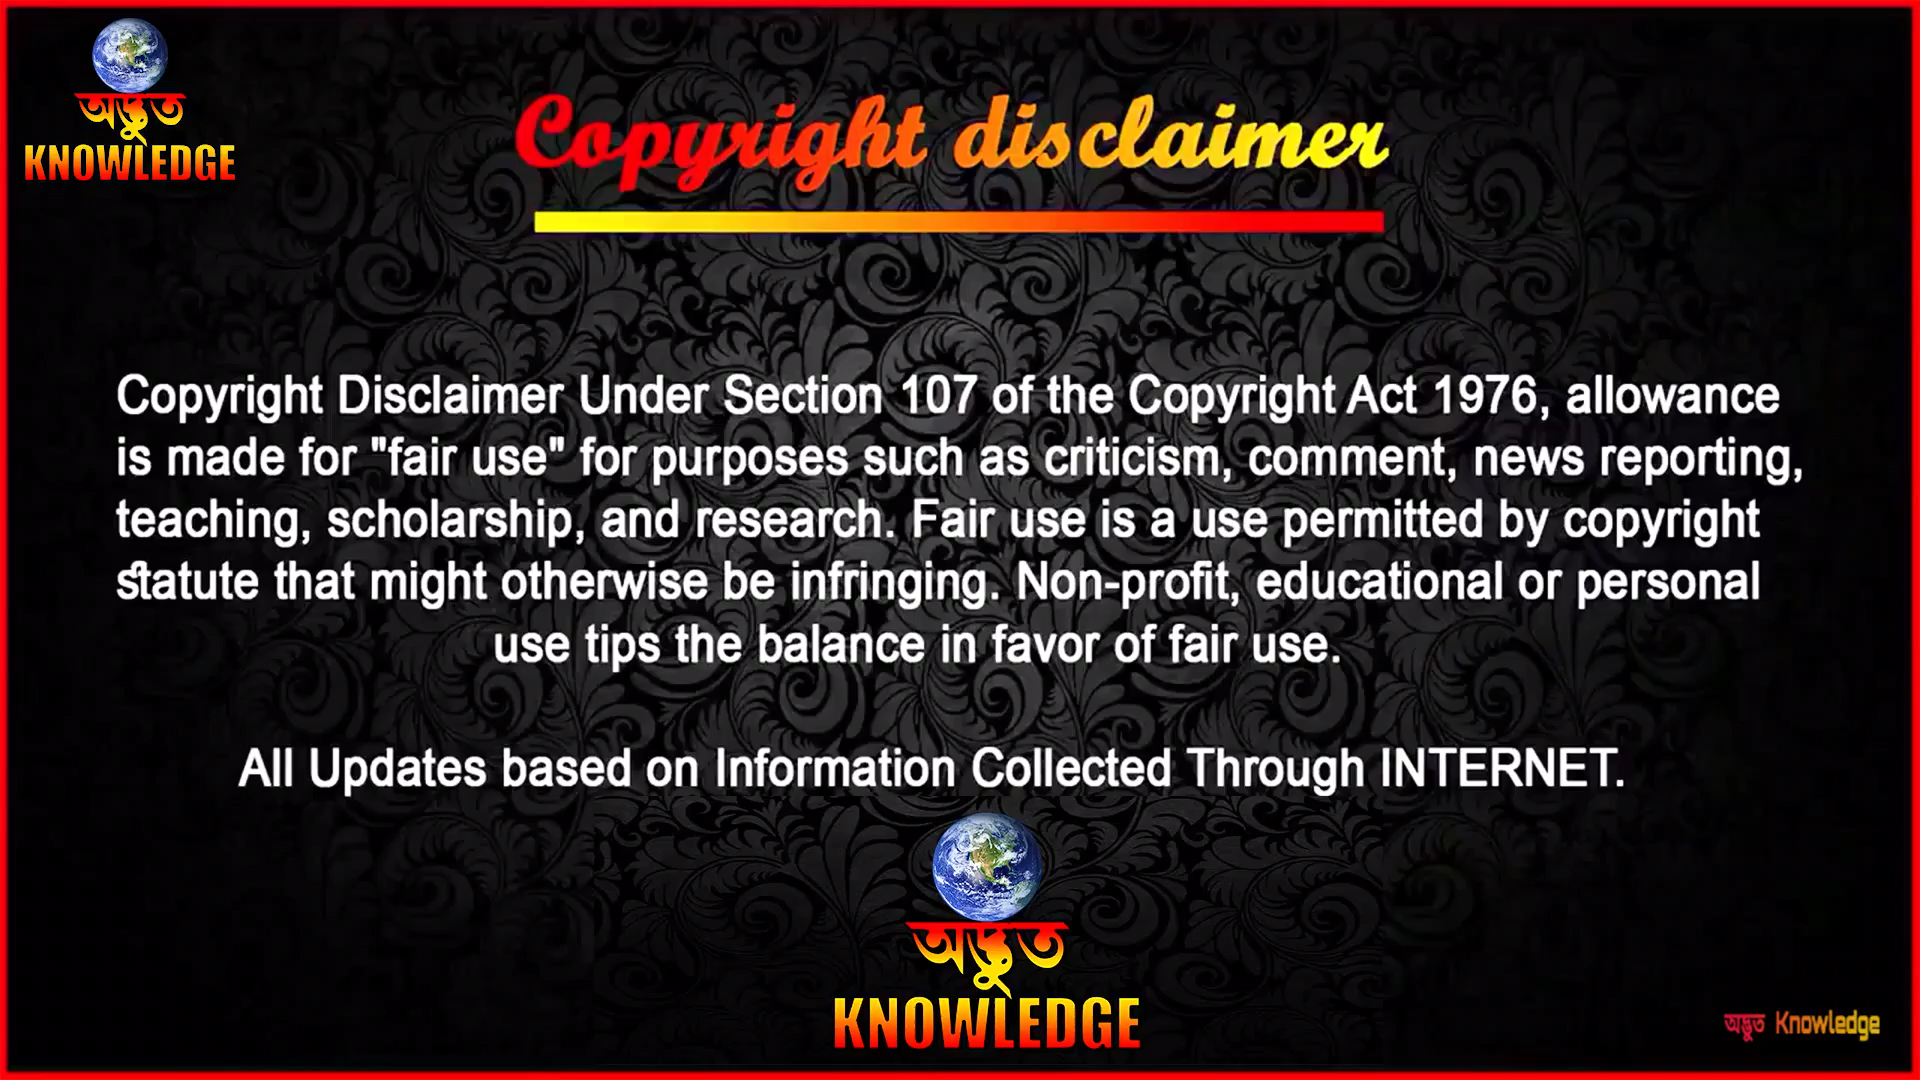 অদ্ভুত
KNOWLEDGE
Copyright disclaimer
Copyright Disclaimer Under Section 107 of the Copyright Act 1976, allowance
is made for "fair use" for purposes such as criticism, comment, news reporting,
teaching, scholarship, and research. Fair use is a use permitted by copyright
statute that might otherwise be infringing. Non-profit, educational or personal
use tips the balance in favor of fair use.
All Updates based on Information Collected Through INTERNET.
অদ্ভুত
KNOWLEDGE
অদ্ভুত Knowledge